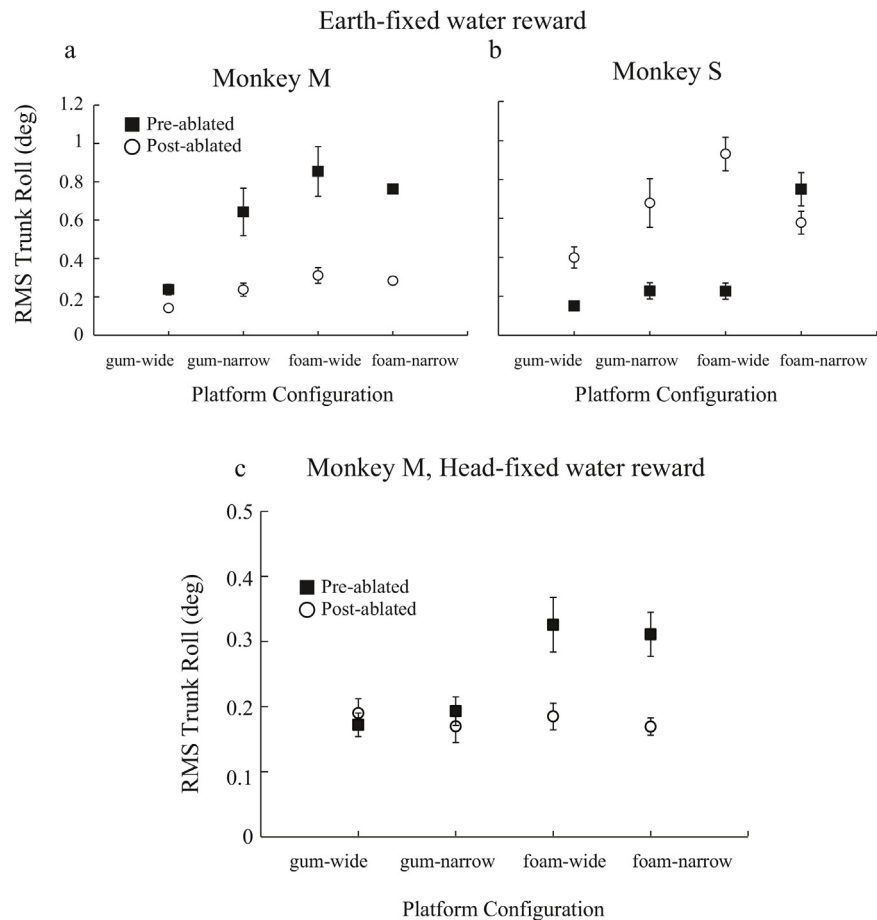 Earth-fixed water reward
a
b
Monkey M
Monkey S
1.2
1
0.8
0.6
0.4
0.2
0
RMS Trunk Roll (deg)
Pre-ablated
Post-ablated
gum-wide gum-narrow foam-wide foam-narrow
Platform Configuration
gum-wide gum-narrow foam-wide foam-narrow
Platform Configuration
c Monkey M, Head-fixed water reward
0.5
0.4
0.3
0.2
0.1
0
RMS Trunk Roll (deg)
Pre-ablated
Post-ablated
gum-wide gum-narrow foam-wide foam-narrow
Platform Configuration